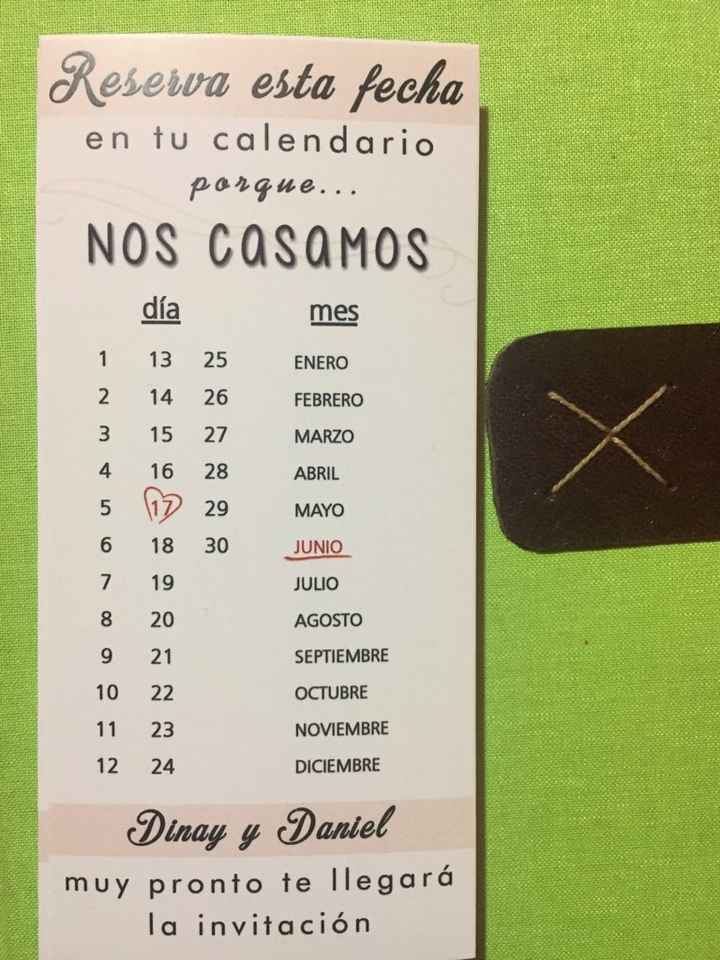 Reserva esta fecha
en tu calendario
porque...
NOS CASAMOS
día mes
1 13 25 ENERO
2 14 26 FEBRERO
3 15 27 MARZO
4 16 28 ABRIL
5 17 29 MAYO
6 18 30 JUNIO
7 19 JULIO
8 20 AGOSTO
9 21 SEPTIEMBRE
10 22 OCTUBRE
11 23 NOVIEMBRE
12 24 DICIEMBRE
Dinay y Daniel
muy pronto te llegará
la invitación